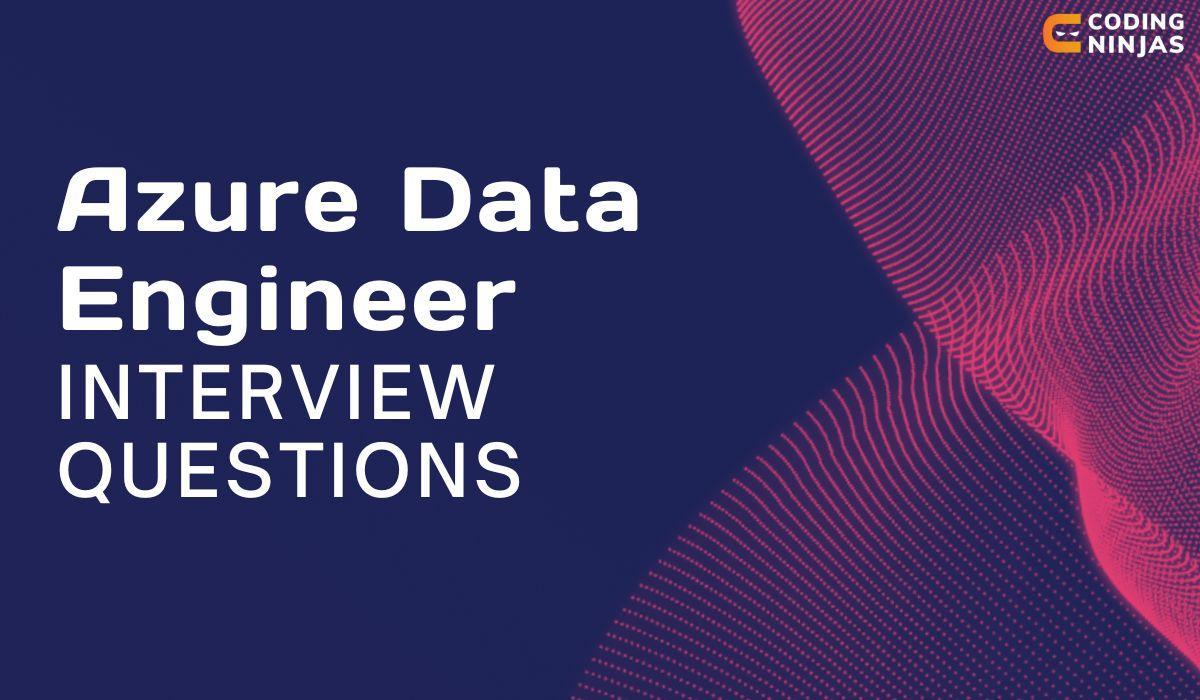 CODING
NINJAS
Azure Data
Engineer
INTERVIEW
QUESTIONS